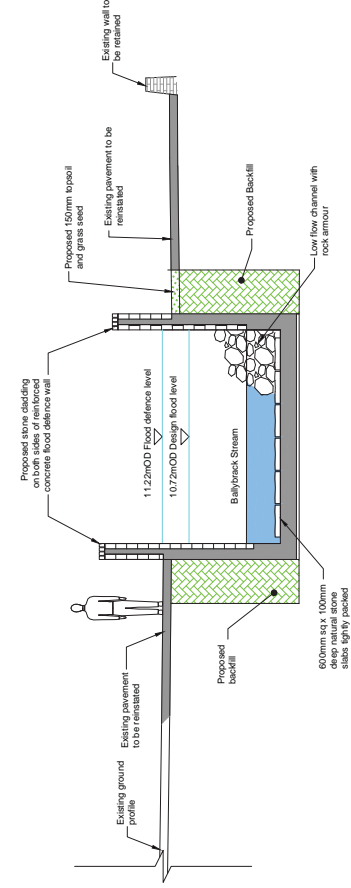 Existing ground
profile
Existing pavement
to be reinstated
Proposed stone cladding
on both sides of reinforced
concrete flood defence wall
11.22mOD Flood defence level
10.72mOD Design flood level
Ballybrack Stream
Proposed 150mm topsoil
and grass seed
Existing pavement to be
reinstated
Existing wall to
be retained
Proposed
backfill
600mm sq x 100mm
deep natural stone
slabs tightly packed
Proposed Backfill
Low flow channel with
rock armour